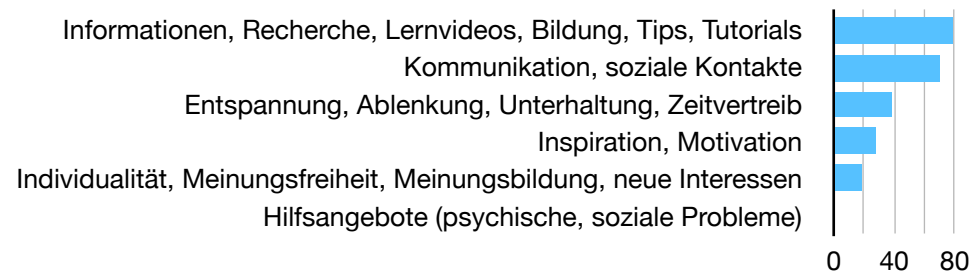 Informationen, Recherche, Lernvideos, Bildung, Tips, Tutorials
Kommunikation, soziale Kontakte
Entspannung, Ablenkung, Unterhaltung, Zeitvertreib
Inspiration, Motivation
Individualität, Meinungsfreiheit, Meinungsbildung, neue Interessen
Hilfsangebote (psychische, soziale Probleme)
0 40 80